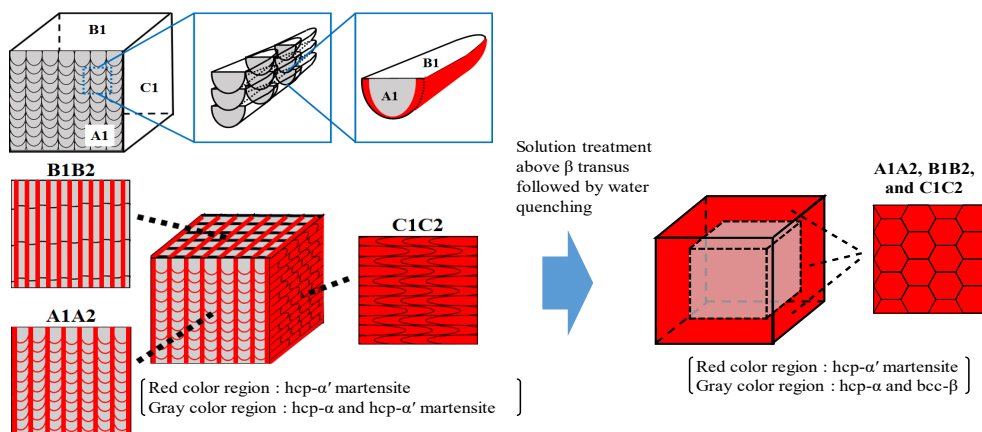 B1
C1
A1
A1
B1
B1B2
A1A2
C1C2
Red color region : hcp-α′ martensite
Gray color region : hcp-α and hcp-α′ martensite
Solution treatment
above β transus
followed by water
quenching
A1A2, B1B2,
and C1C2
Red color region : hcp-α′ martensite
Gray color region : hcp-α and bcc-β